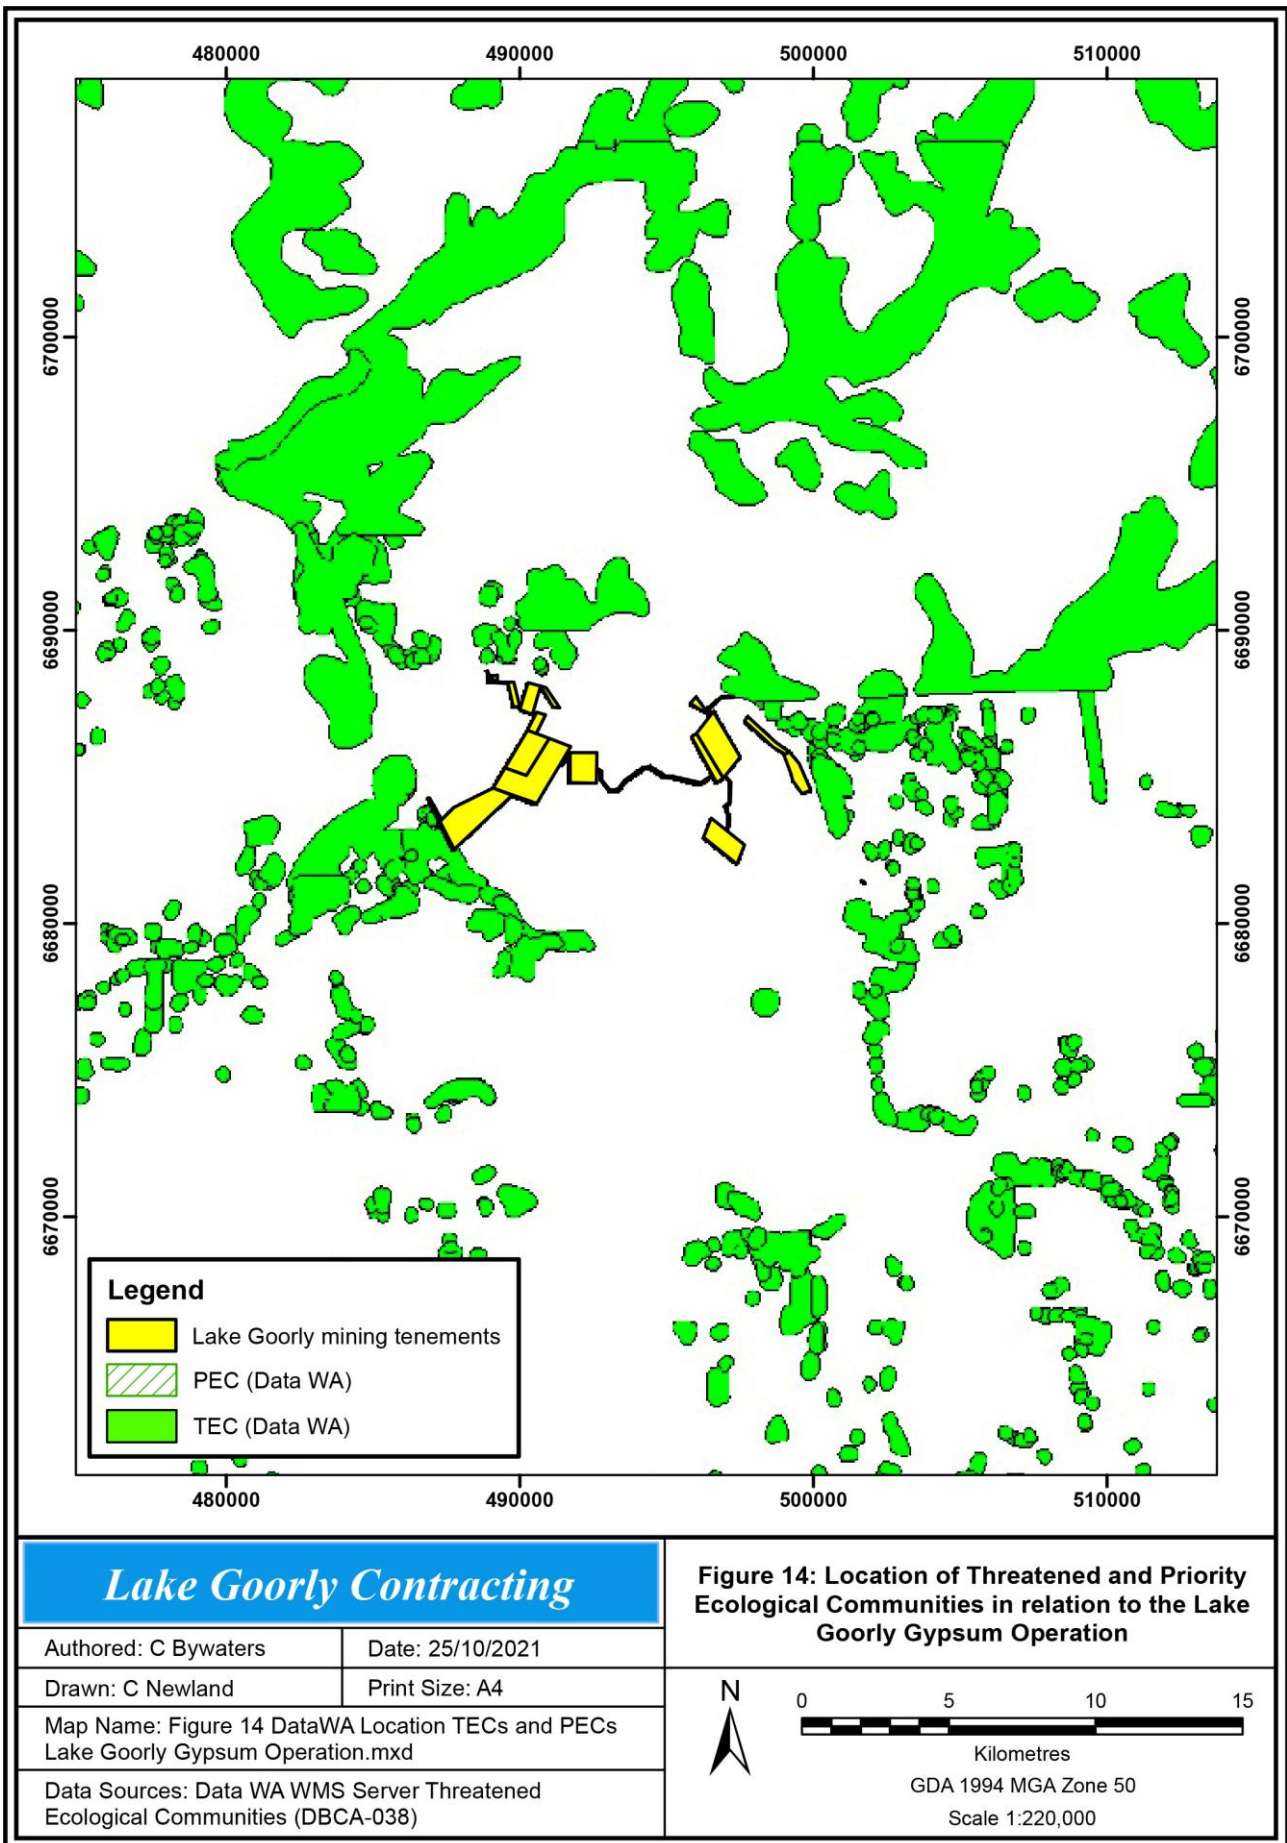 480000
490000
500000
510000
6700000
6700000
6690000
6690000
6680000
6680000
6670000
6670000
Legend
Lake Goorly mining tenements
PEC (Data WA)
TEC (Data WA)
480000
490000
500000
510000
Lake Goorly Contracting
Authored: C Bywaters
Date: 25/10/2021
Drawn: C Newland
Print Size: A4
Map Name: Figure 14 DataWA Location TECs and PECs
Lake Goorly Gypsum Operation.mxd
Data Sources: Data WA WMS Server Threatened
Ecological Communities (DBCA-038)
Figure 14: Location of Threatened and Priority
Ecological Communities in relation to the Lake
Goorly Gypsum Operation
N
0 5 10 15
Kilometres
GDA 1994 MGA Zone 50
Scale 1:220,000